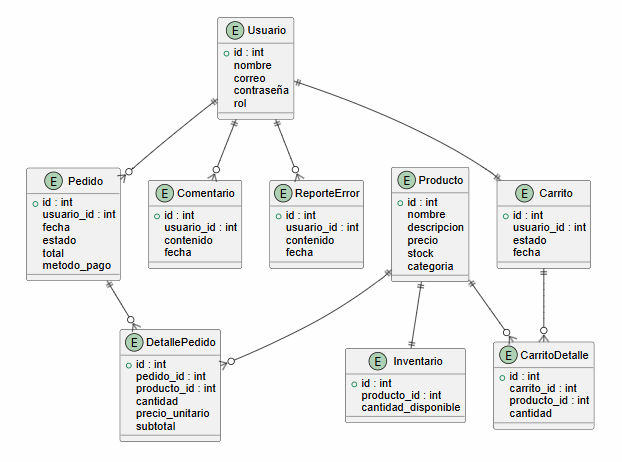 E Usuario
id : int
nombre
correo
contraseña
rol
E Pedido
id : int
usuario_id : int
fecha
estado
total
metodo_pago
E Comentario
id : int
usuario_id : int
contenido
fecha
E ReporteError
id : int
usuario_id : int
contenido
fecha
E Producto
id : int
nombre
descripcion
precio
stock
categoria
E Carrito
id : int
usuario_id : int
estado
fecha
E DetallePedido
id : int
pedido_id : int
producto_id : int
cantidad
precio_unitario
subtotal
E Inventario
id : int
producto_id : int
cantidad_disponible
E CarritoDetalle
id : int
carrito_id : int
producto_id : int
cantidad